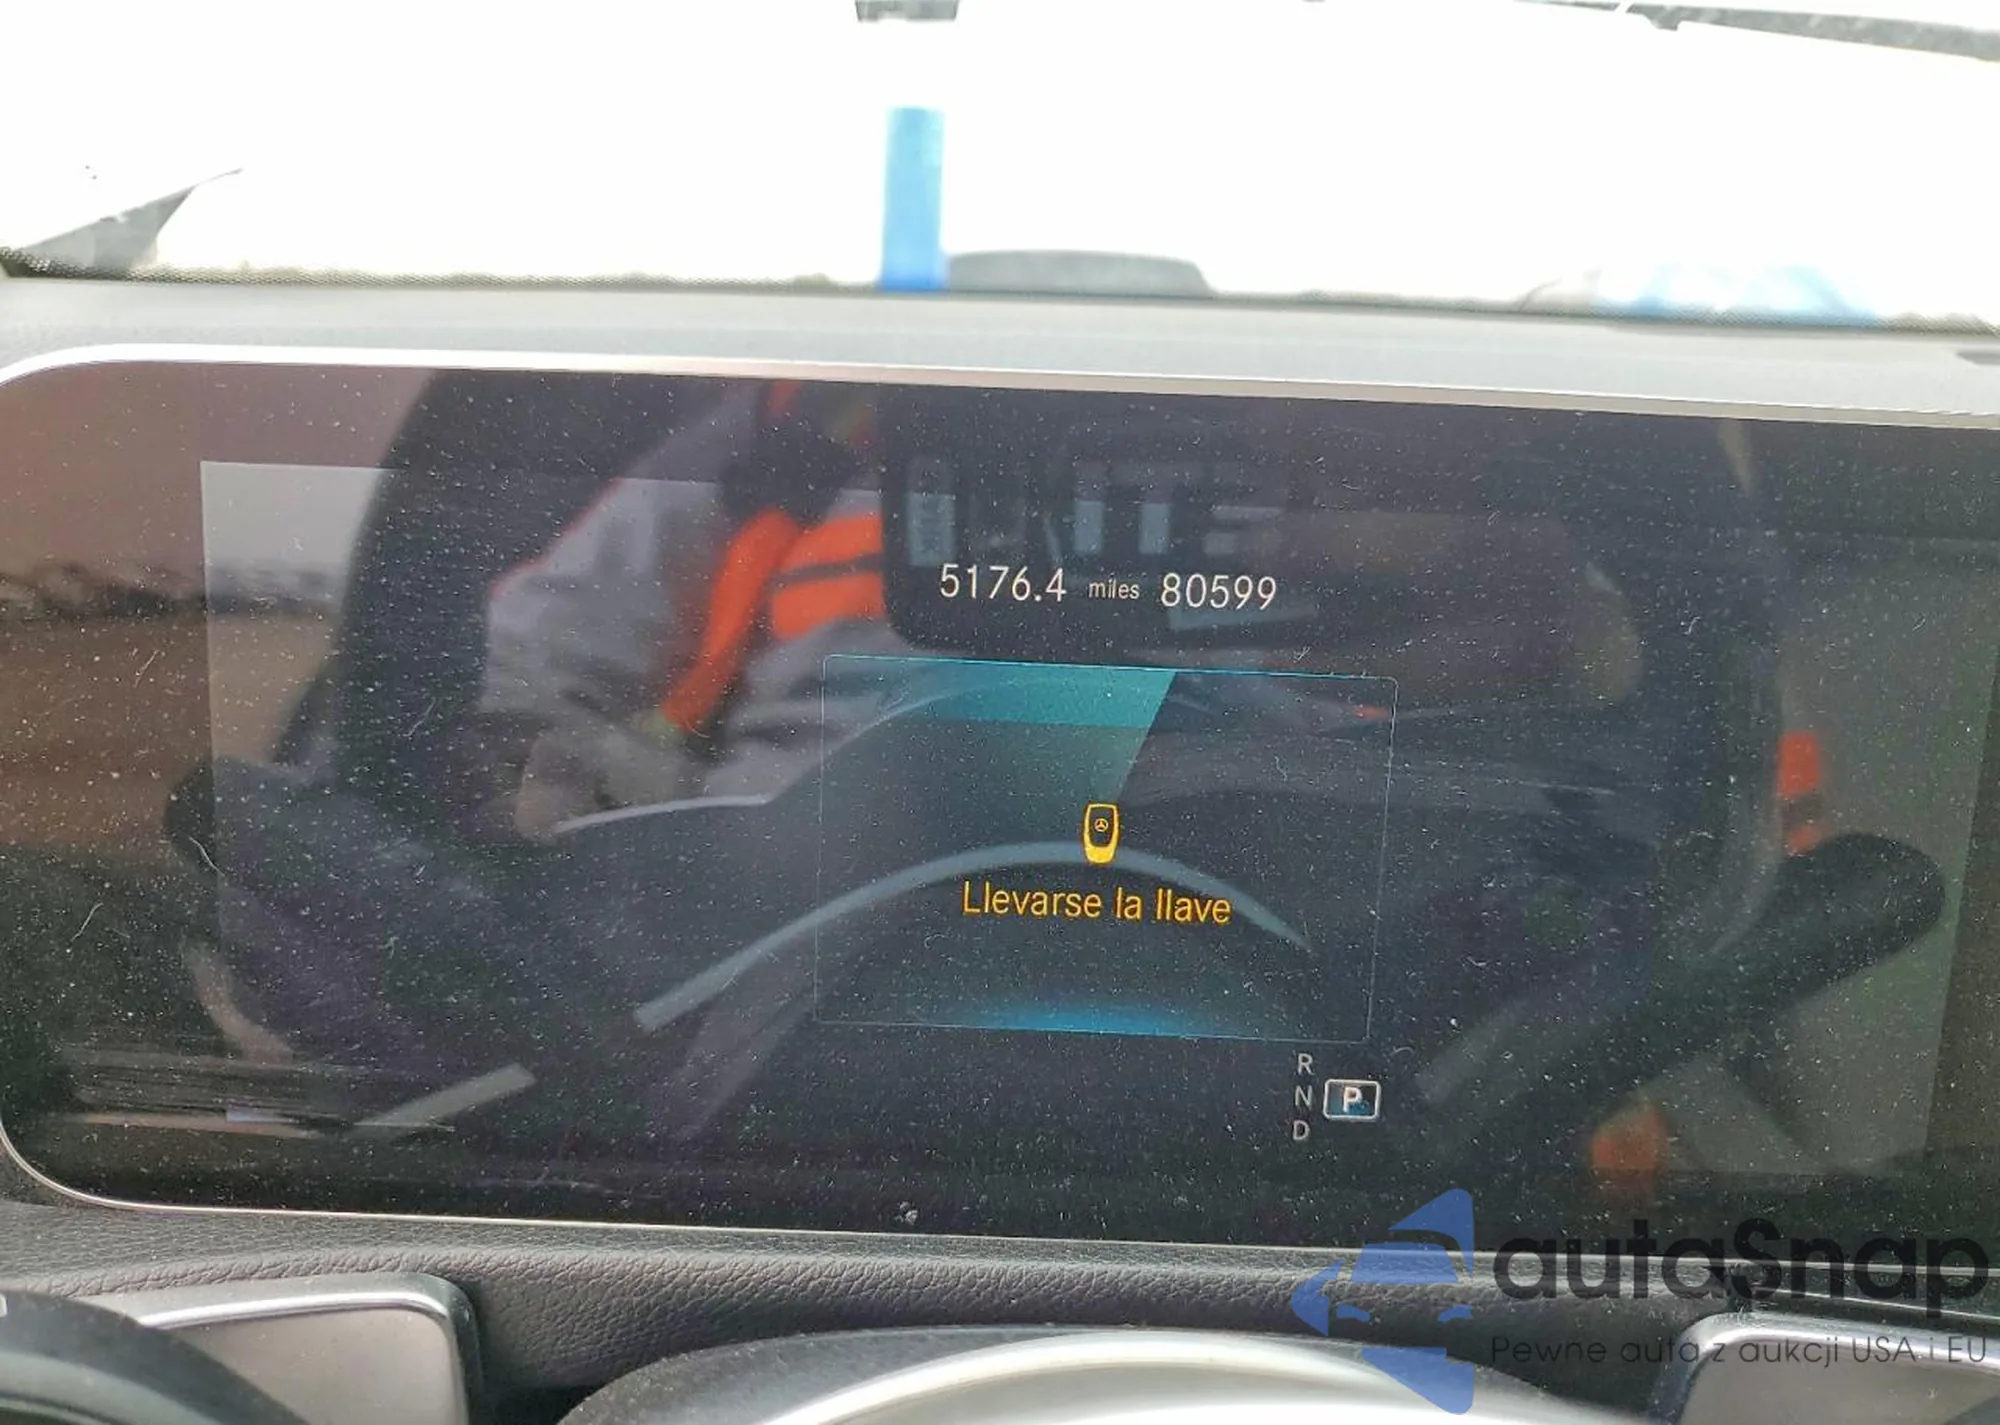 5176.4 miles 80599
Llevarse la llave
R
N P
D
autaSnap
Pewne auta z aukcji USA i EU